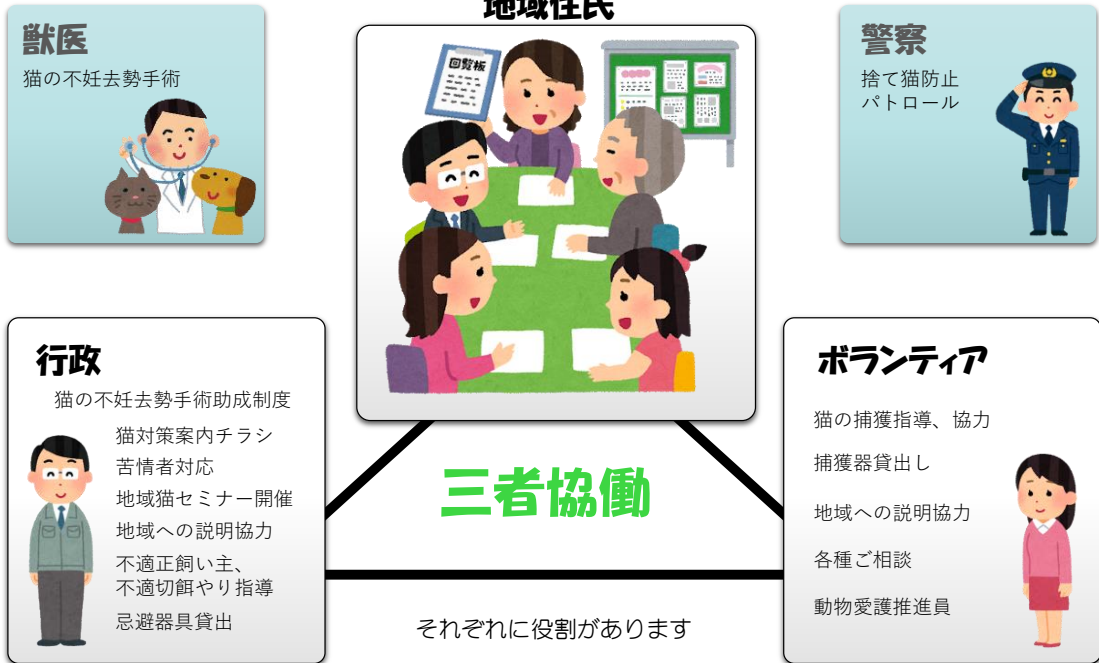 地域住民
獣医
猫の不妊去勢手術
回覧板
警察
捨て猫防止
パトロール
行政
猫の不妊去勢手術助成制度
猫対策案内チラシ
苦情者対応
地域猫セミナー開催
地域への説明協力
不適正飼い主、
不適切餌やり指導
忌避器具貸出
三者協働
それぞれに役割があります
ボランティア
猫の捕獲指導、協力
捕獲器貸出し
地域への説明協力
各種ご相談
動物愛護推進員